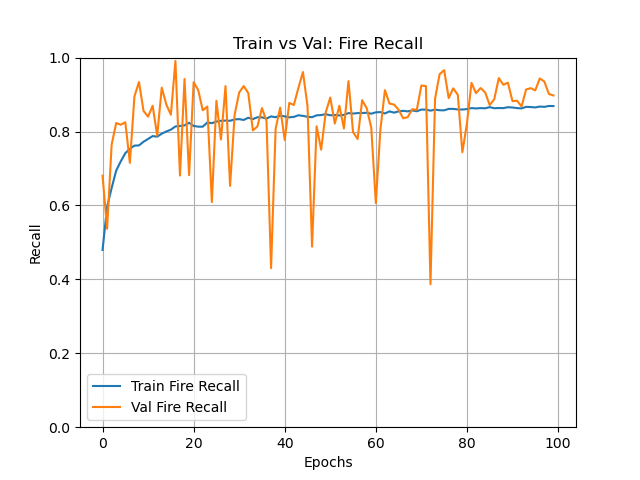 Train vs Val: Fire Recall
Recall
1.0
0.8
0.6
0.4
0.2
0.0
Train Fire Recall
Val Fire Recall
0 20 40 60 80 100
Epochs